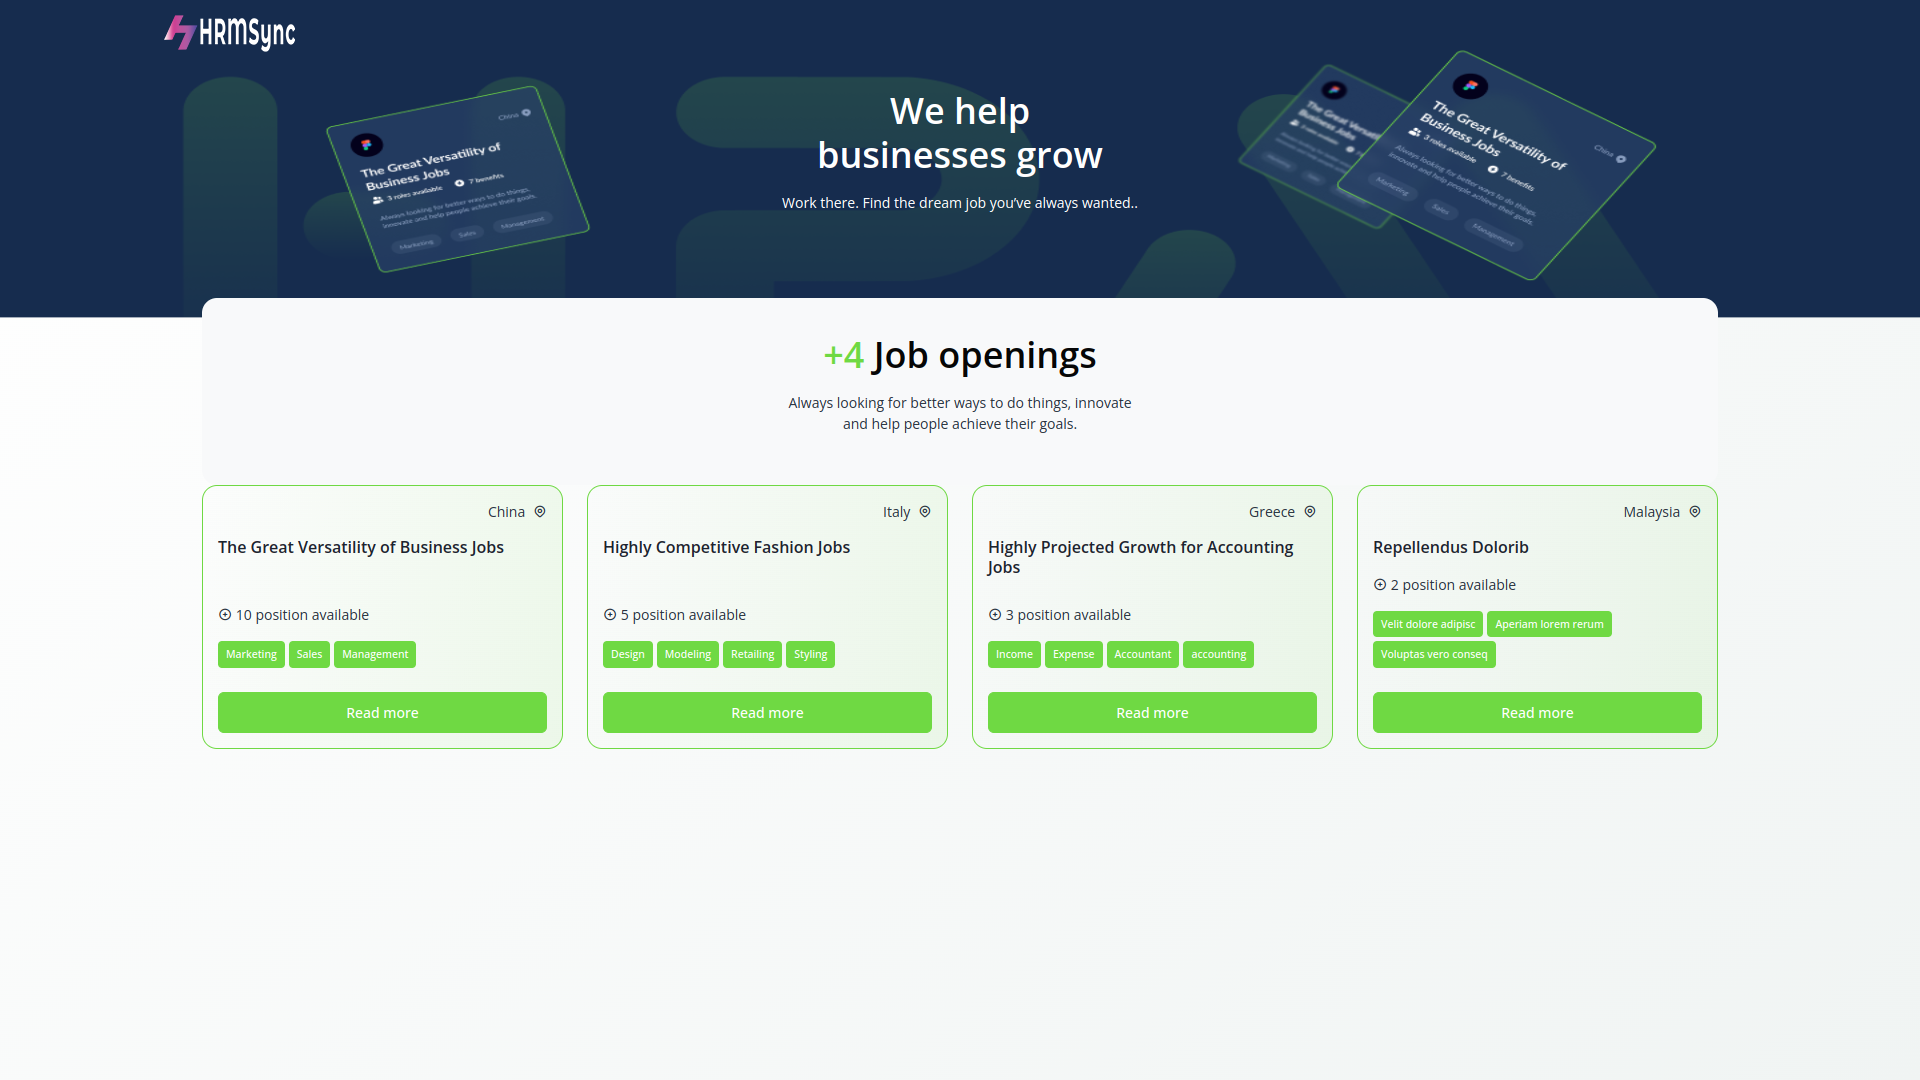 HRMSync
We help
businesses grow
Work there. Find the dream job you’ve always wanted..
China
The Great Versatility of
Business Jobs
3 roles available
7 benefits
Always looking for better ways to do things,
innovate and help people achieve their goals.
Marketing
Sales
Management
The Great Versati
Business Jobs
China
The Great Versatility of
Business Jobs
3 roles available
7 benefits
Always looking for better ways to do things,
innovate and help people achieve their goals.
Marketing
Sales
Management
+4 Job openings
Always looking for better ways to do things, innovate
and help people achieve their goals.
China
The Great Versatility of Business Jobs
10 position available
Marketing Sales Management
Read more
Italy
Highly Competitive Fashion Jobs
5 position available
Design Modeling Retailing Styling
Read more
Greece
Highly Projected Growth for Accounting
Jobs
3 position available
Income Expense Accountant accounting
Read more
Malaysia
Repellendus Dolorib
2 position available
Velit dolore adipisc Aperiam lorem rerum
Voluptas vero conseq
Read more